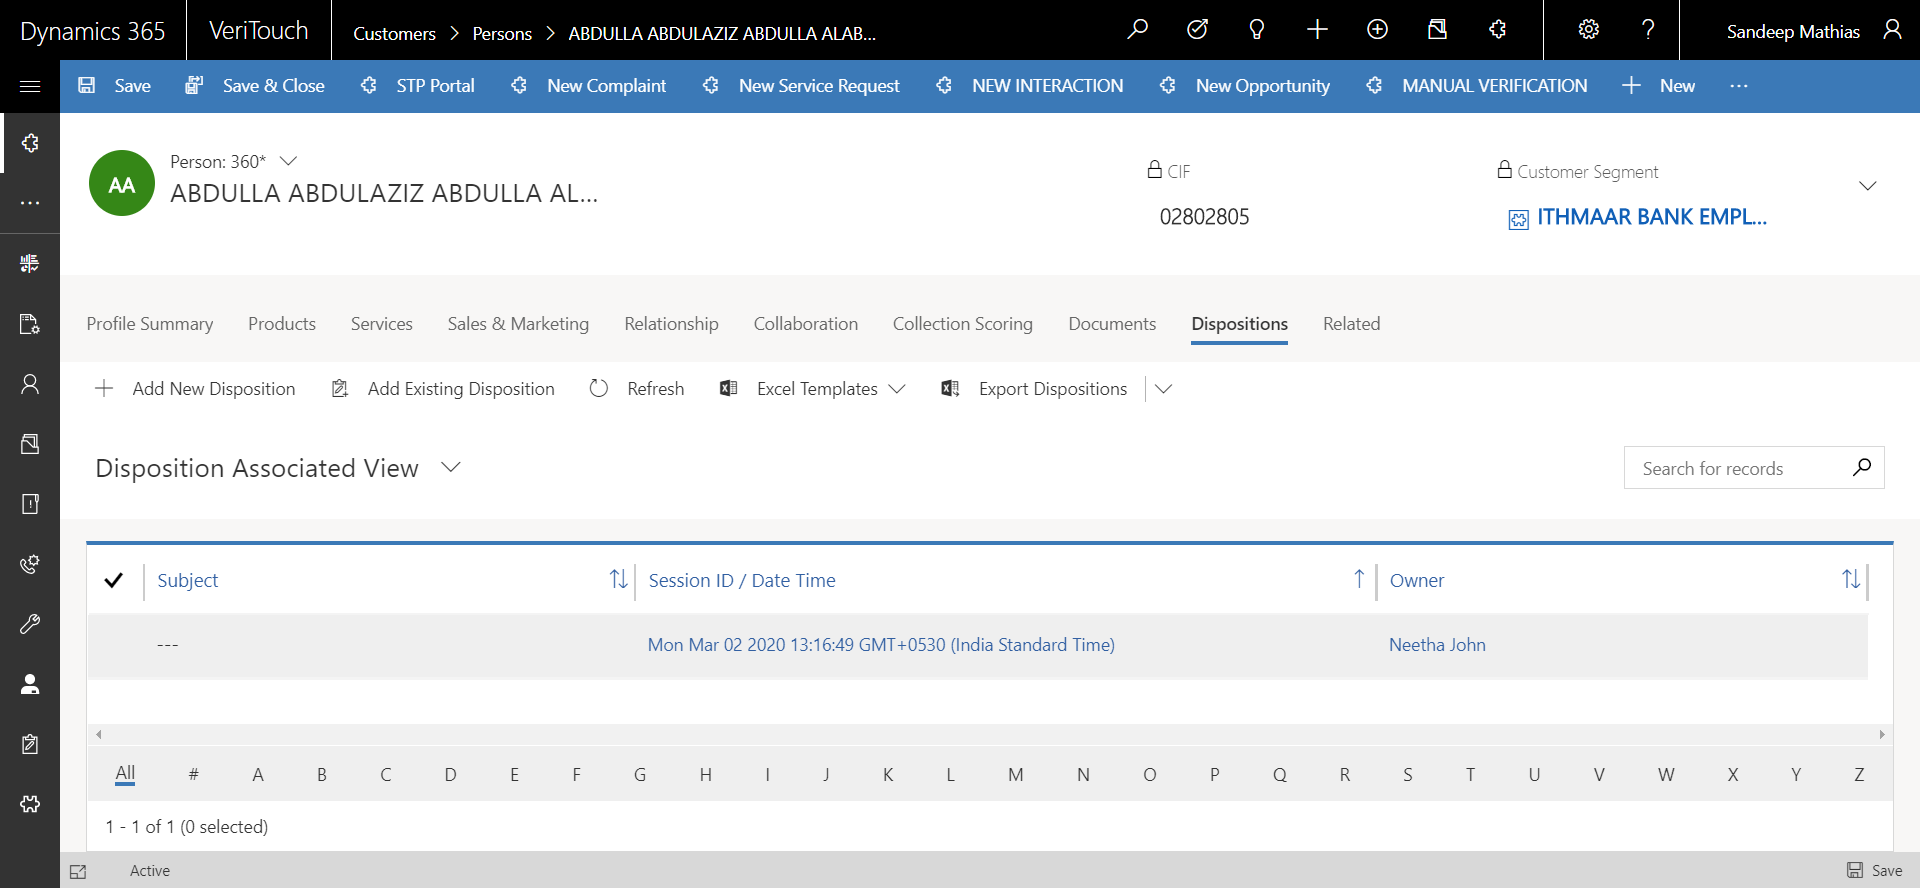 Dynamics 365 VeriTouch Customers Persons ABDULLA ABDULAZIZ ABDULLA ALAB... Sandeep Mathias
Save Save & Close STP Portal New Complaint New Service Request NEW INTERACTION New Opportunity MANUAL VERIFICATION New ...
AA
Person: 360*
ABDULLA ABDULAZIZ ABDULLA AL...
CIF
02802805
Customer Segment
ITHMAAR BANK EMPL...
Profile Summary Products Services Sales & Marketing Relationship Collaboration Collection Scoring Documents Dispositions Related
Add New Disposition Add Existing Disposition Refresh Excel Templates Export Dispositions
Disposition Associated View
Search for records
Subject Session ID / Date Time Owner
--- Mon Mar 02 2020 13:16:49 GMT+0530 (India Standard Time) Neetha John
All # A B C D E F G H I J K L M N O P Q R S T U V W X Y Z
1 - 1 of 1 (0 selected)
Active Save